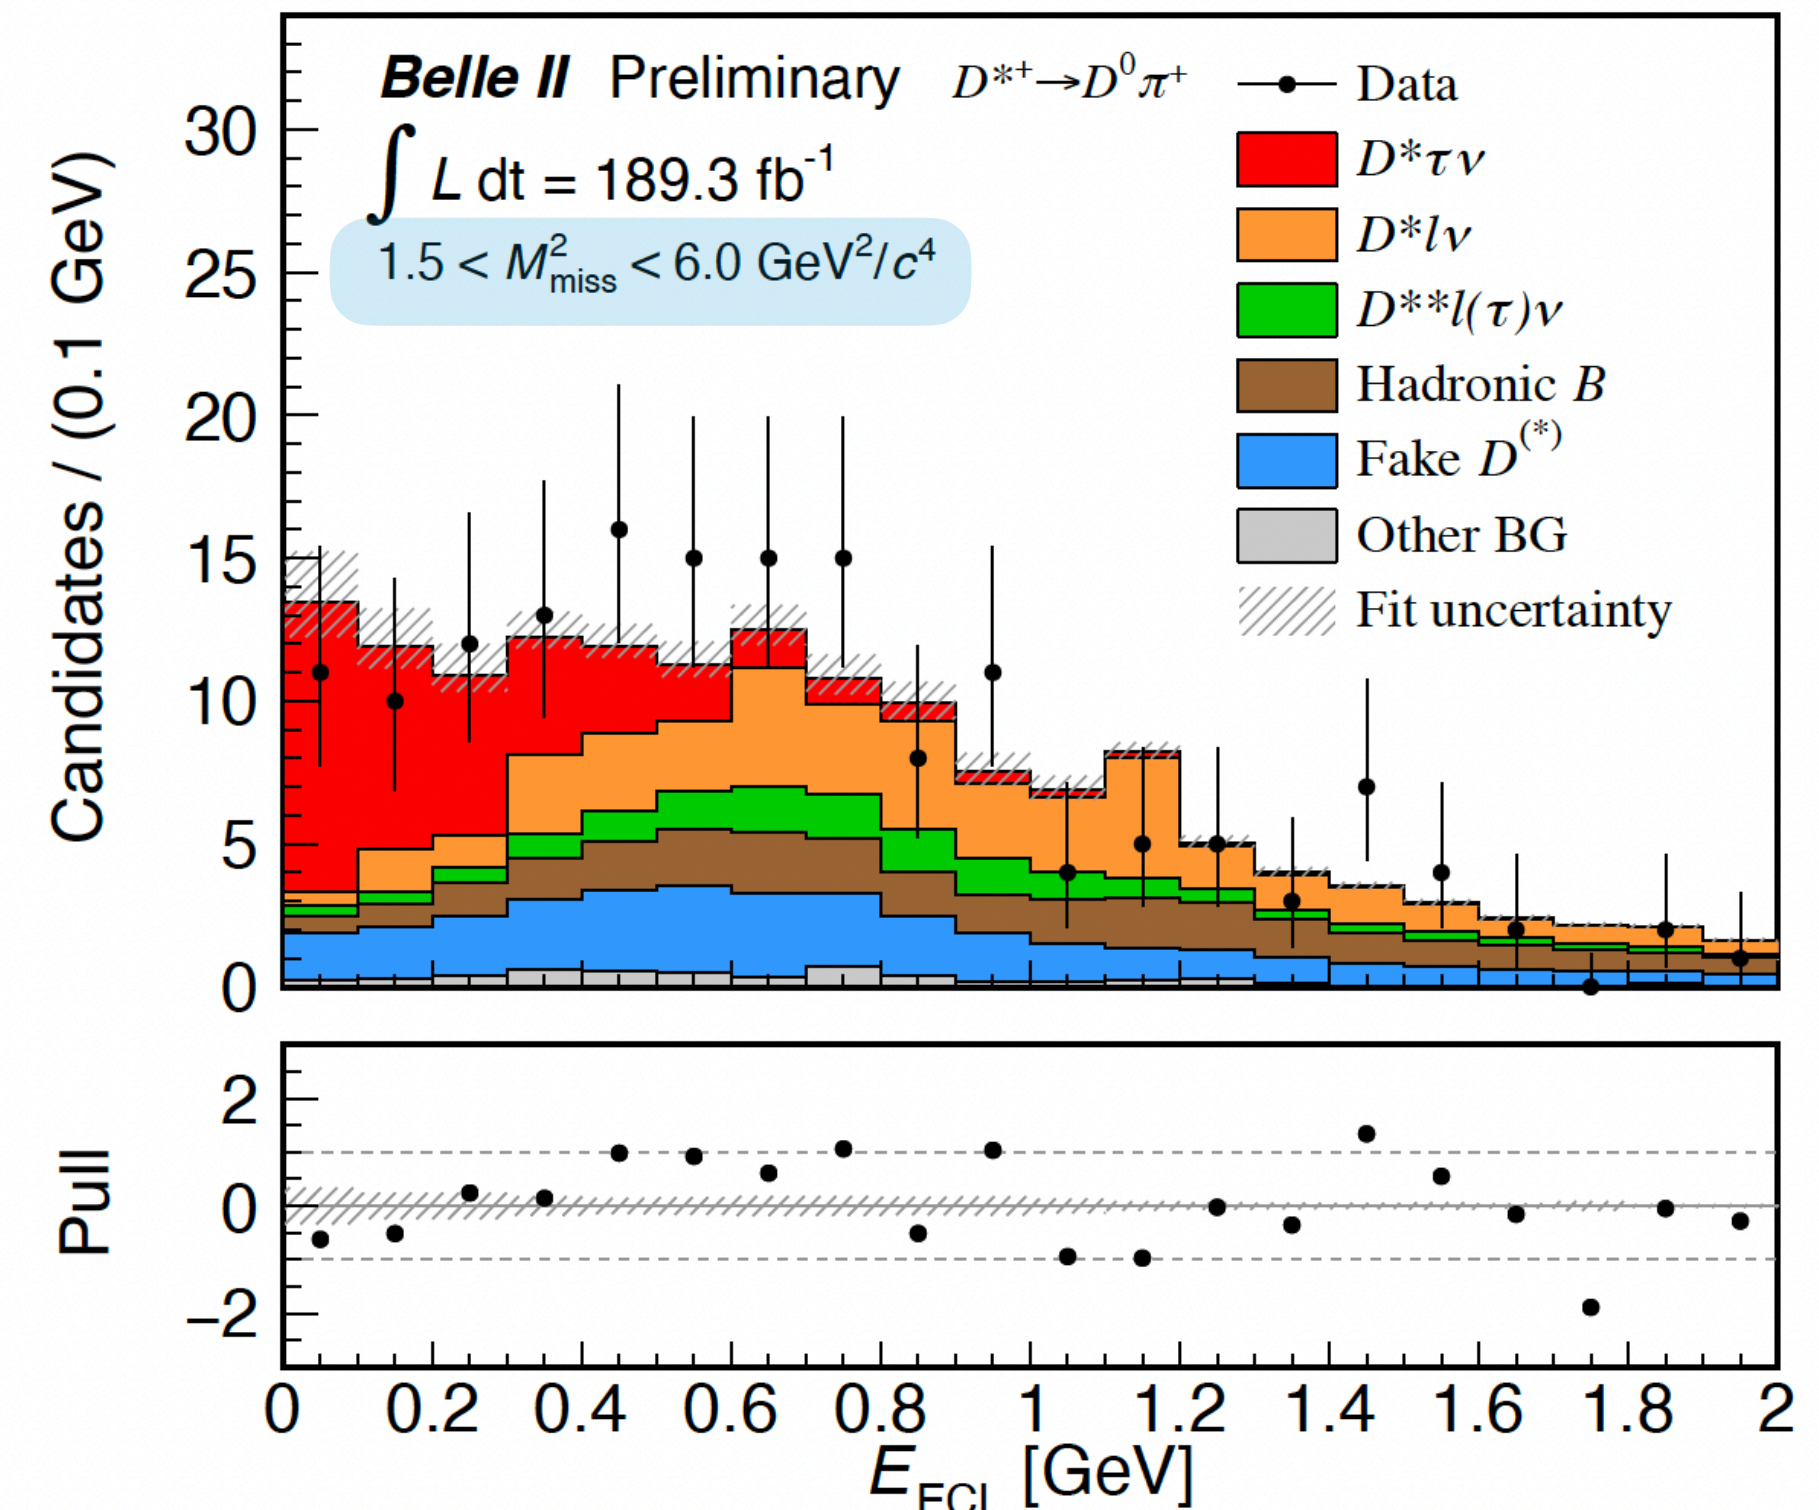 Belle II Preliminary D*⁺→D⁰π⁺
∫ L dt = 189.3 fb⁻¹
1.5 < M²miss < 6.0 GeV²/c⁴
Data
D*τν
D*lν
D**l(τ)ν
Hadronic B
Fake D⁽*⁾
Other BG
Fit uncertainty
Candidates / (0.1 GeV)
30
25
20
15
10
5
0
Pull
2
0
−2
0 0.2 0.4 0.6 0.8 1 1.2 1.4 1.6 1.8 2
E_ECL [GeV]